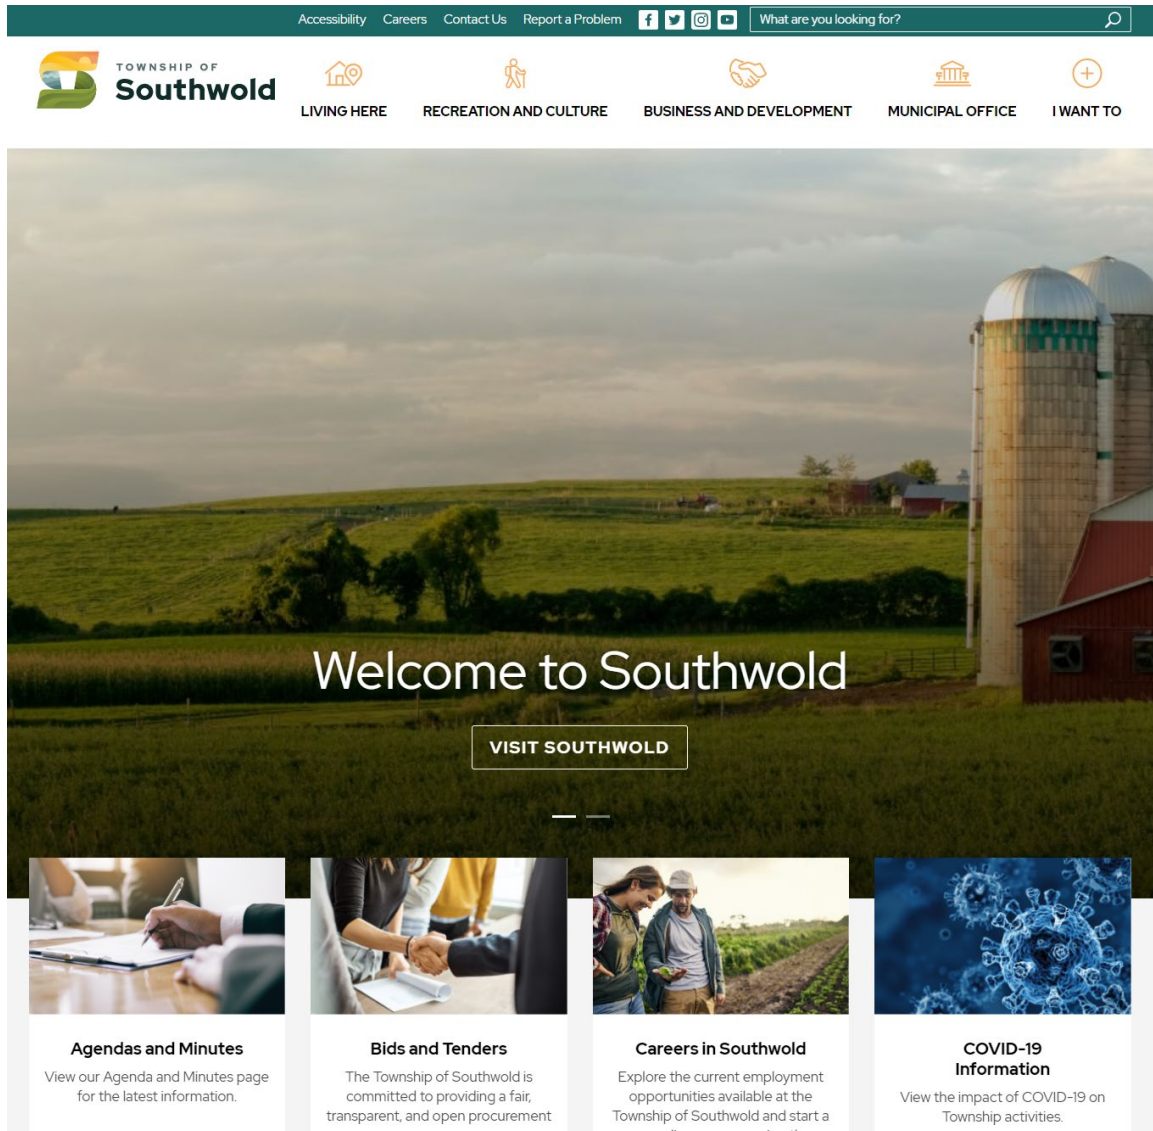 Accessibility Careers Contact Us Report a Problem What are you looking for?
TOWNSHIP OF
Southwold
LIVING HERE RECREATION AND CULTURE BUSINESS AND DEVELOPMENT MUNICIPAL OFFICE I WANT TO
Welcome to Southwold
VISIT SOUTHWOLD
Agendas and Minutes
View our Agenda and Minutes page
for the latest information.
Bids and Tenders
The Township of Southwold is
committed to providing a fair,
transparent, and open procurement
Careers in Southwold
Explore the current employment
opportunities available at the
Township of Southwold and start a
COVID-19
Information
View the impact of COVID-19 on
Township activities.